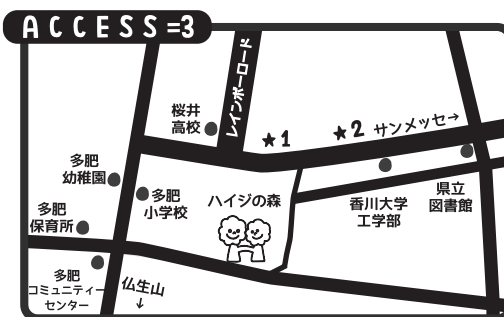 ACCESS=3
レインボーロード
桜井
高校
★1
★2
サンメッセ→
多肥
幼稚園
多肥
小学校
ハイジの森
香川大学
工学部
県立
図書館
多肥
保育所
多肥
コミュニティー
センター
仏生山
↓